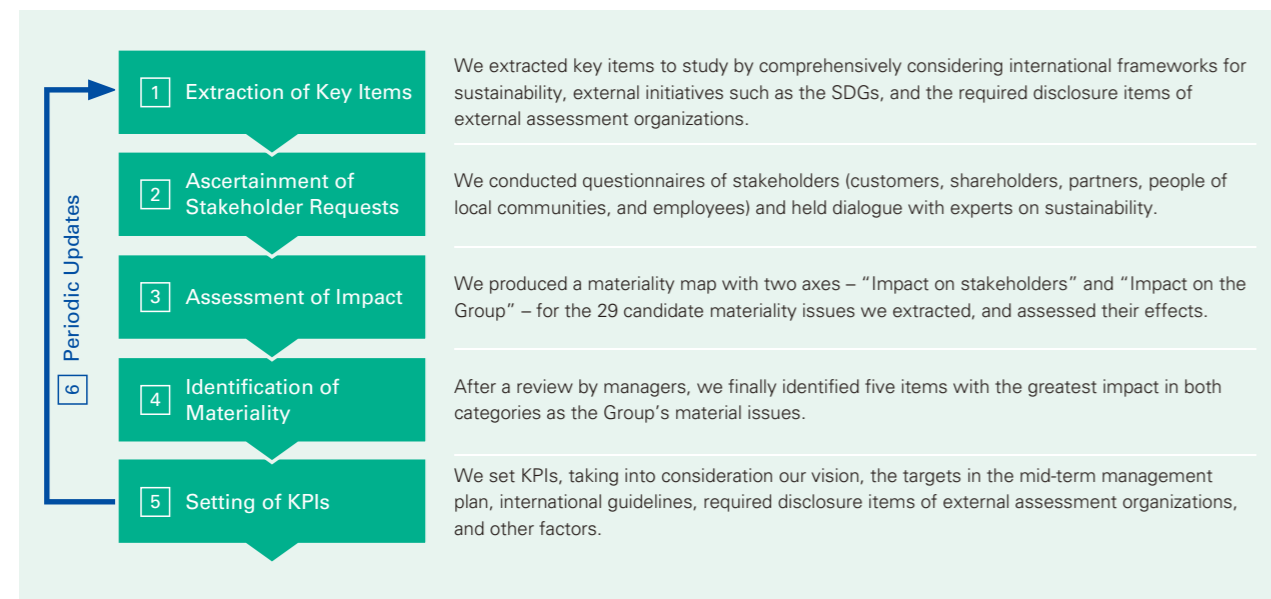 1 Extraction of Key Items
We extracted key items to study by comprehensively considering international frameworks for
sustainability, external initiatives such as the SDGs, and the required disclosure items of
external assessment organizations.
2 Ascertainment of
Stakeholder Requests
We conducted questionnaires of stakeholders (customers, shareholders, partners, people of
local communities, and employees) and held dialogue with experts on sustainability.
3 Assessment of Impact
We produced a materiality map with two axes – “Impact on stakeholders” and “Impact on the
Group” – for the 29 candidate materiality issues we extracted, and assessed their effects.
4 Identification of
Materiality
After a review by managers, we finally identified five items with the greatest impact in both
categories as the Group’s material issues.
5 Setting of KPIs
We set KPIs, taking into consideration our vision, the targets in the mid-term management
plan, international guidelines, required disclosure items of external assessment organizations,
and other factors.
6 Periodic Updates